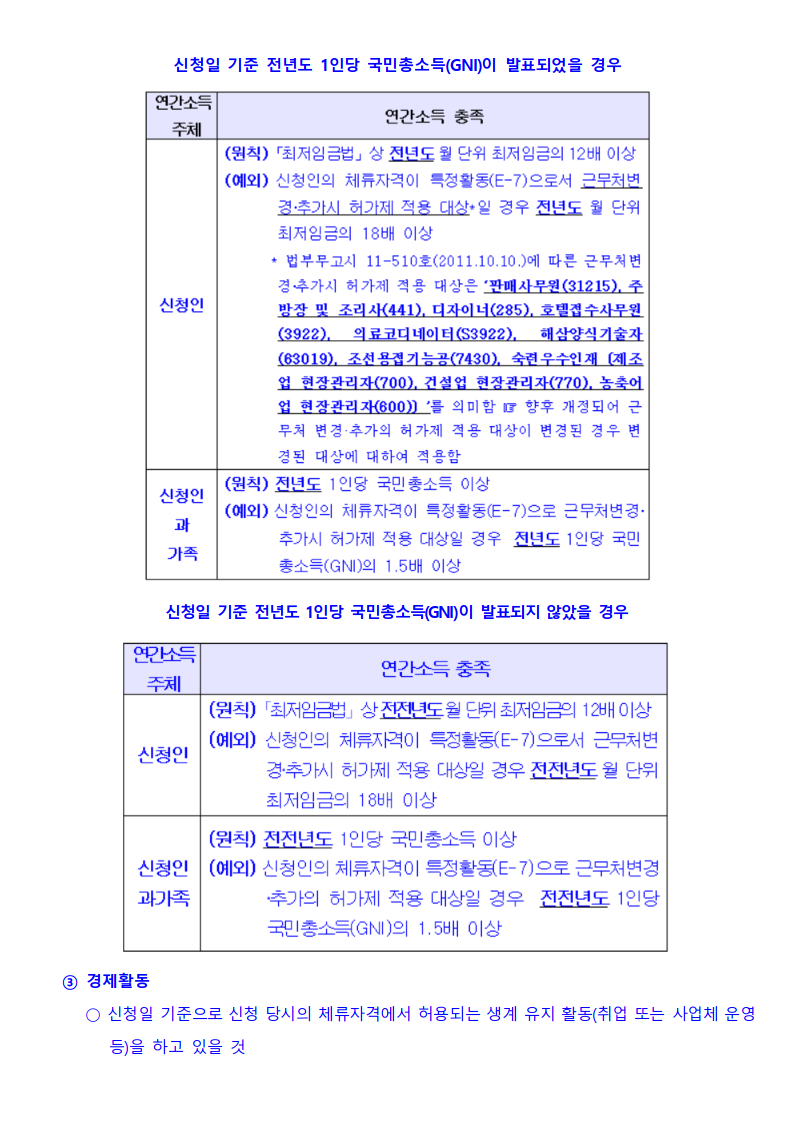 신청일 기준 전년도 1인당 국민총소득(GNI)이 발표되었을 경우
연간소득
주체
연간소득 충족
신청인
(원칙) 「최저임금법」 상 전년도 월 단위 최저임금의 12배 이상
(예외) 신청인의 체류자격이 특정활동(E-7)으로서 근무처변
경·추가시 허가제 적용 대상*일 경우 전년도 월 단위
최저임금의 18배 이상
* 법부무고시 11-510호(2011.10.10.)에 따른 근무처변
경·추가시 허가제 적용 대상은 '판매사무원(31215), 주
방장 및 조리사(441), 디자이너(285), 호텔접수사무원
(3922), 의료코디네이터(S3922), 해삼양식기술자
(63019), 조선용접기능공(7430), 숙련우수인재 [제조
업 현장관리자(700), 건설업 현장관리자(770), 농축어
업 현장관리자(600)] '를 의미함 ☞ 향후 개정되어 근
무처 변경·추가의 허가제 적용 대상이 변경된 경우 변
경된 대상에 대하여 적용함
신청인
과
가족
(원칙) 전년도 1인당 국민총소득 이상
(예외) 신청인의 체류자격이 특정활동(E-7)으로 근무처변경·
추가시 허가제 적용 대상일 경우 전년도 1인당 국민
총소득(GNI)의 1.5배 이상
신청일 기준 전년도 1인당 국민총소득(GNI)이 발표되지 않았을 경우
연간소득
주체
연간소득 충족
신청인
(원칙) 「최저임금법」 상 전전년도 월 단위 최저임금의 12배 이상
(예외) 신청인의 체류자격이 특정활동(E-7)으로서 근무처변
경·추가시 허가제 적용 대상일 경우 전전년도 월 단위
최저임금의 18배 이상
신청인
과가족
(원칙) 전전년도 1인당 국민총소득 이상
(예외) 신청인의 체류자격이 특정활동(E-7)으로 근무처변경
·추가의 허가제 적용 대상일 경우 전전년도 1인당
국민총소득(GNI)의 1.5배 이상
③ 경제활동
○ 신청일 기준으로 신청 당시의 체류자격에서 허용되는 생계 유지 활동(취업 또는 사업체 운영
등)을 하고 있을 것